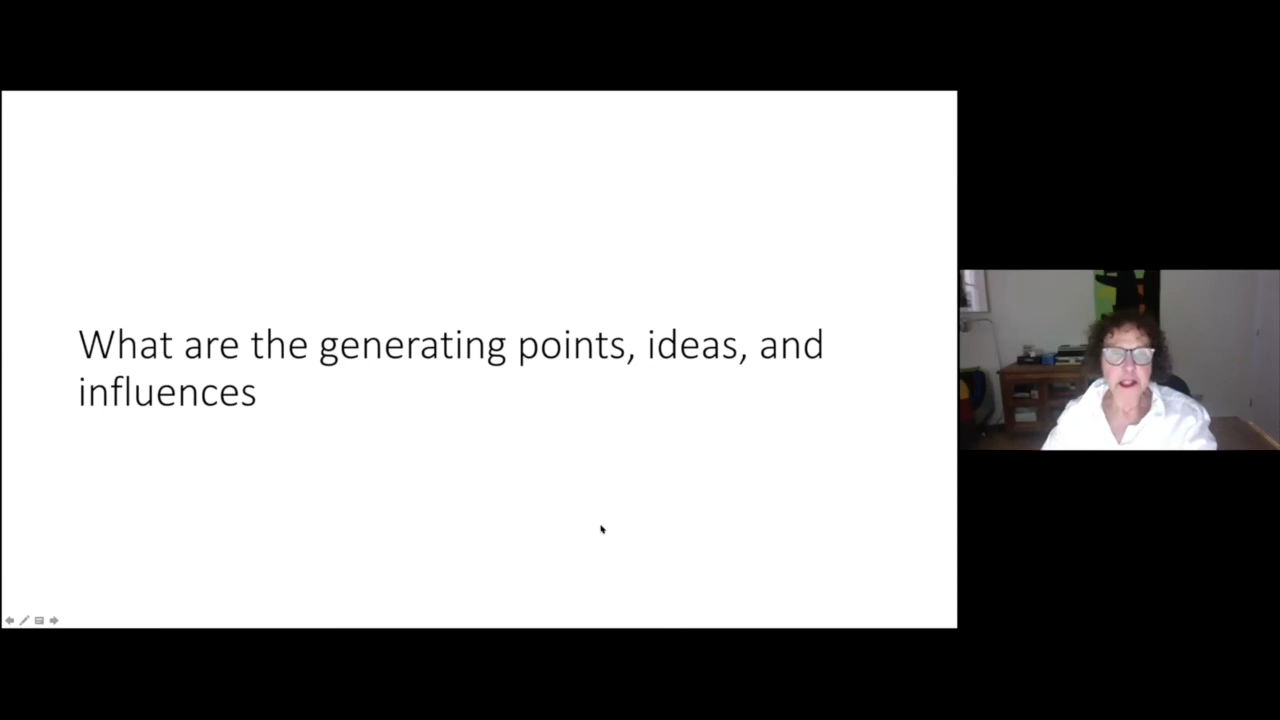 What are the generating points, ideas, and
influences